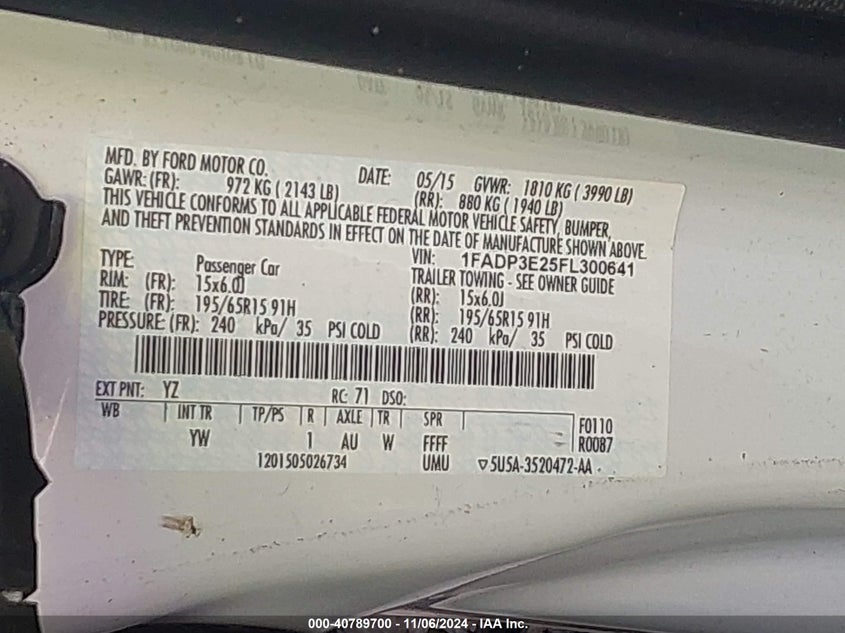 MFD. BY FORD MOTOR CO. DATE: 05/15 GVWR: 1810 KG ( 3990 LB)
GAWR: (FR): 972 KG ( 2143 LB) (RR): 880 KG ( 1940 LB)
THIS VEHICLE CONFORMS TO ALL APPLICABLE FEDERAL MOTOR VEHICLE SAFETY, BUMPER,
AND THEFT PREVENTION STANDARDS IN EFFECT ON THE DATE OF MANUFACTURE SHOWN ABOVE.
VIN: 1FADP3E25FL300641
TYPE: Passenger Car TRAILER TOWING - SEE OWNER GUIDE
RIM: (FR): 15x6.0J (RR): 15x6.0J
TIRE: (FR): 195/65R15 91H (RR): 195/65R15 91H
PRESSURE: (FR): 240 kPa/ 35 PSI COLD (RR): 240 kPa/ 35 PSI COLD
EXT PNT: YZ RC: 71 DSO:
WB INT TR TP/PS R AXLE TR SPR F0110
YW 1 AU W FFFF R0087
1201505026734 UMU ▽5U5A-3520472-AA
000-40789700 - 11/06/2024 - IAA Inc.